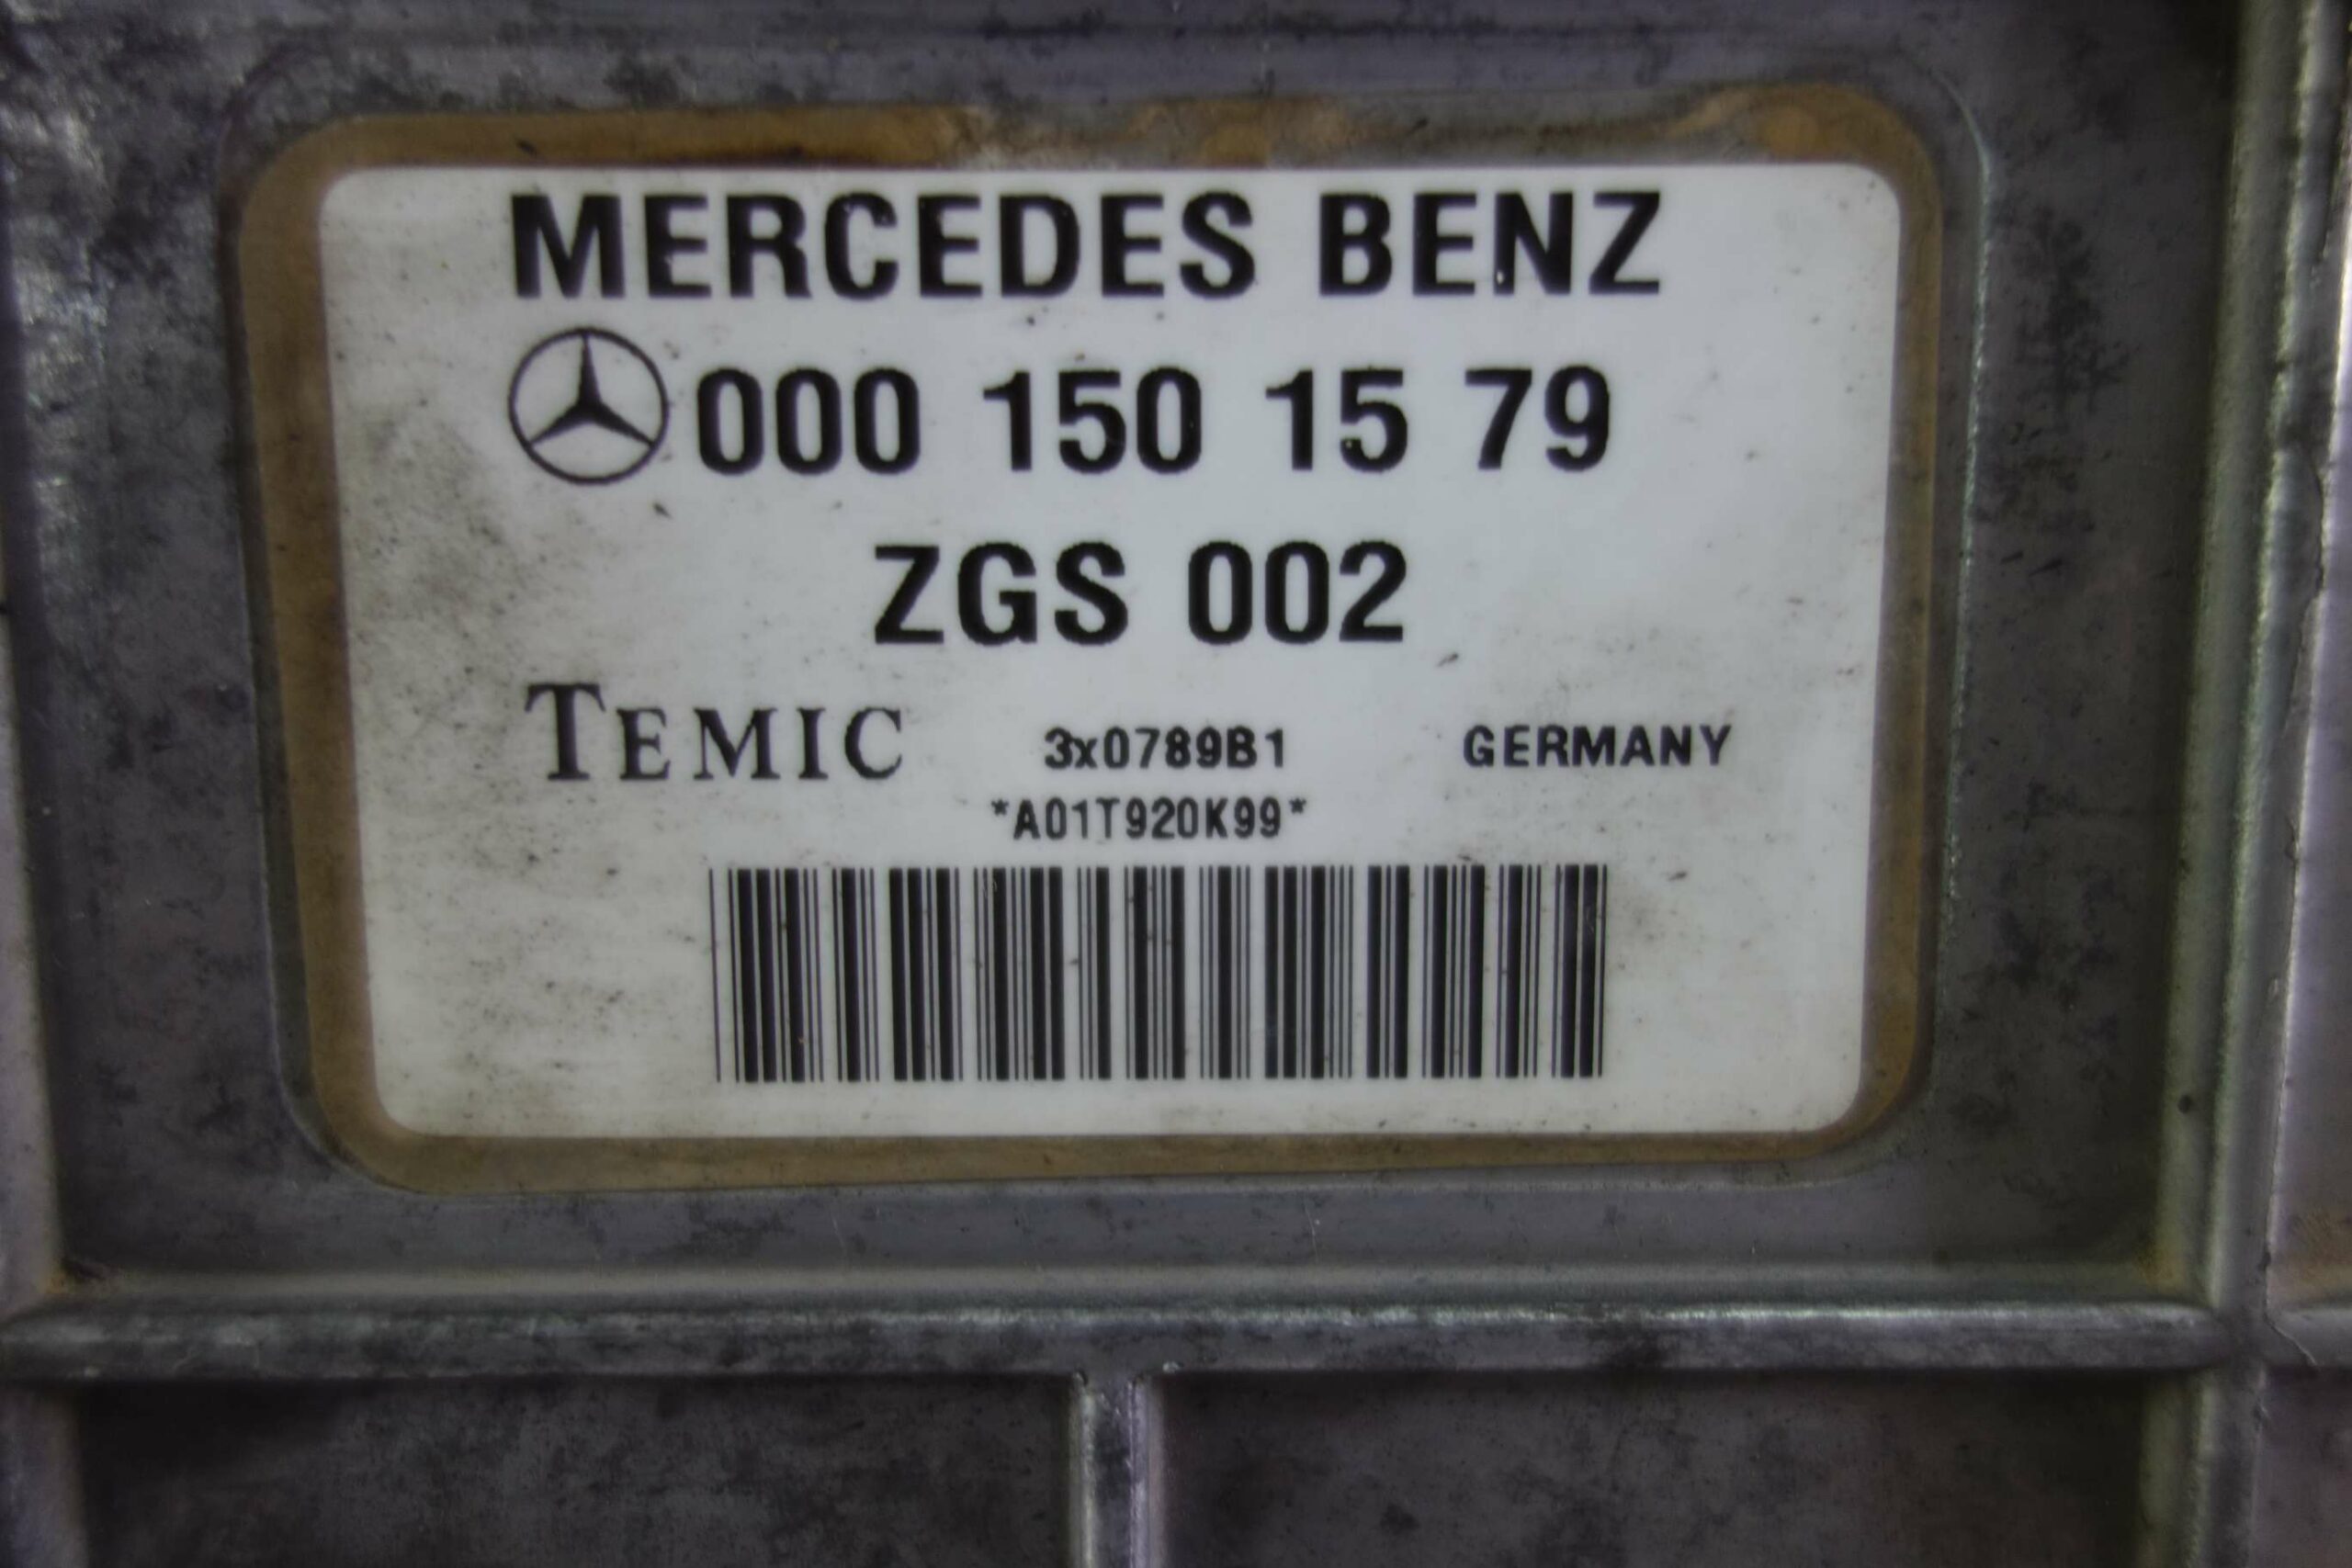 MERCEDES BENZ
000 150 15 79
ZGS 002
TEMIC 3x0789B1 GERMANY
*A01T920K99*